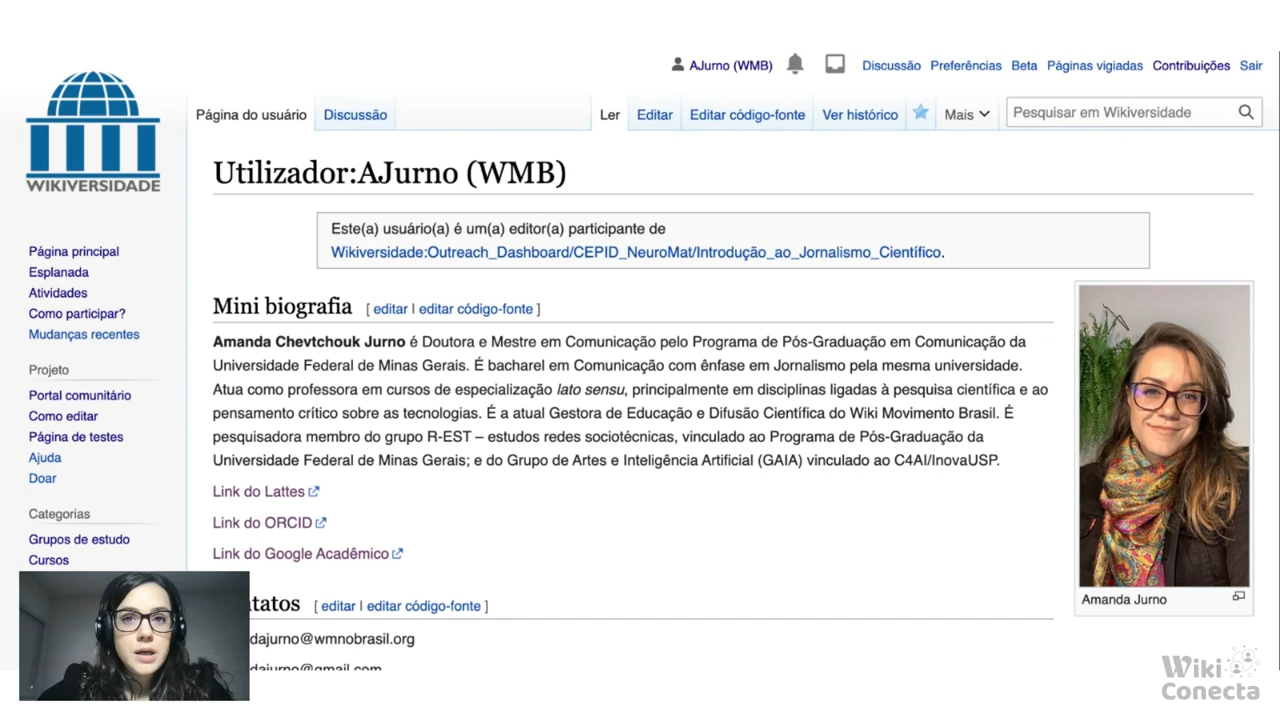 AJurno (WMB) Discussão Preferências Beta Páginas vigiadas Contribuições Sair
Página do usuário Discussão Ler Editar Editar código-fonte Ver histórico Mais Pesquisar em Wikiversidade
WIKIVERSIDADE
Utilizador:AJurno (WMB)
Este(a) usuário(a) é um(a) editor(a) participante de
Wikiversidade:Outreach_Dashboard/CEPID_NeuroMat/Introdução_ao_Jornalismo_Científico.
Página principal
Esplanada
Atividades
Como participar?
Mudanças recentes
Projeto
Portal comunitário
Como editar
Página de testes
Ajuda
Doar
Categorias
Grupos de estudo
Cursos
Mini biografia [ editar | editar código-fonte ]
Amanda Chevtchouk Jurno é Doutora e Mestre em Comunicação pelo Programa de Pós-Graduação em Comunicação da
Universidade Federal de Minas Gerais. É bacharel em Comunicação com ênfase em Jornalismo pela mesma universidade.
Atua como professora em cursos de especialização lato sensu, principalmente em disciplinas ligadas à pesquisa científica e ao
pensamento crítico sobre as tecnologias. É a atual Gestora de Educação e Difusão Científica do Wiki Movimento Brasil. É
pesquisadora membro do grupo R-EST – estudos redes sociotécnicas, vinculado ao Programa de Pós-Graduação da
Universidade Federal de Minas Gerais; e do Grupo de Artes e Inteligência Artificial (GAIA) vinculado ao C4AI/InovaUSP.
Link do Lattes
Link do ORCID
Link do Google Acadêmico
Amanda Jurno
tatos [ editar | editar código-fonte ]
dajurno@wmnobrasil.org
dajurno@gmail.com
Wiki
Conecta